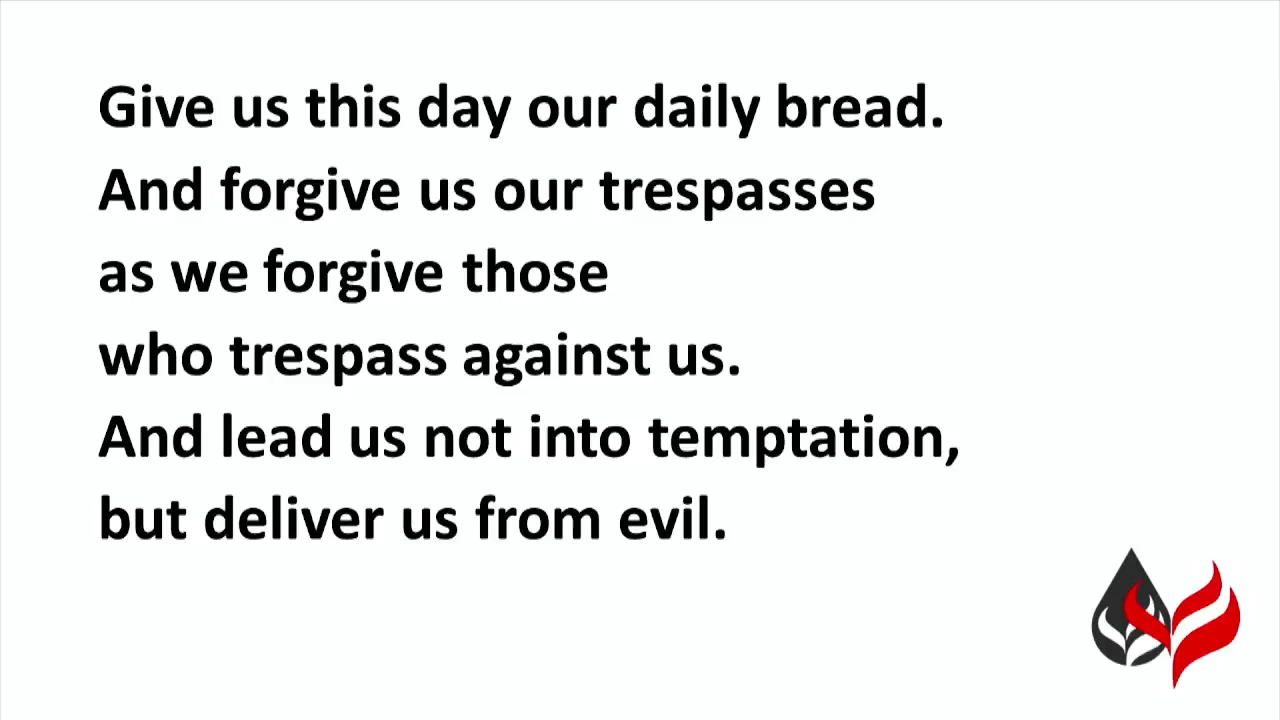 Give us this day our daily bread.
And forgive us our trespasses
as we forgive those
who trespass against us.
And lead us not into temptation,
but deliver us from evil.